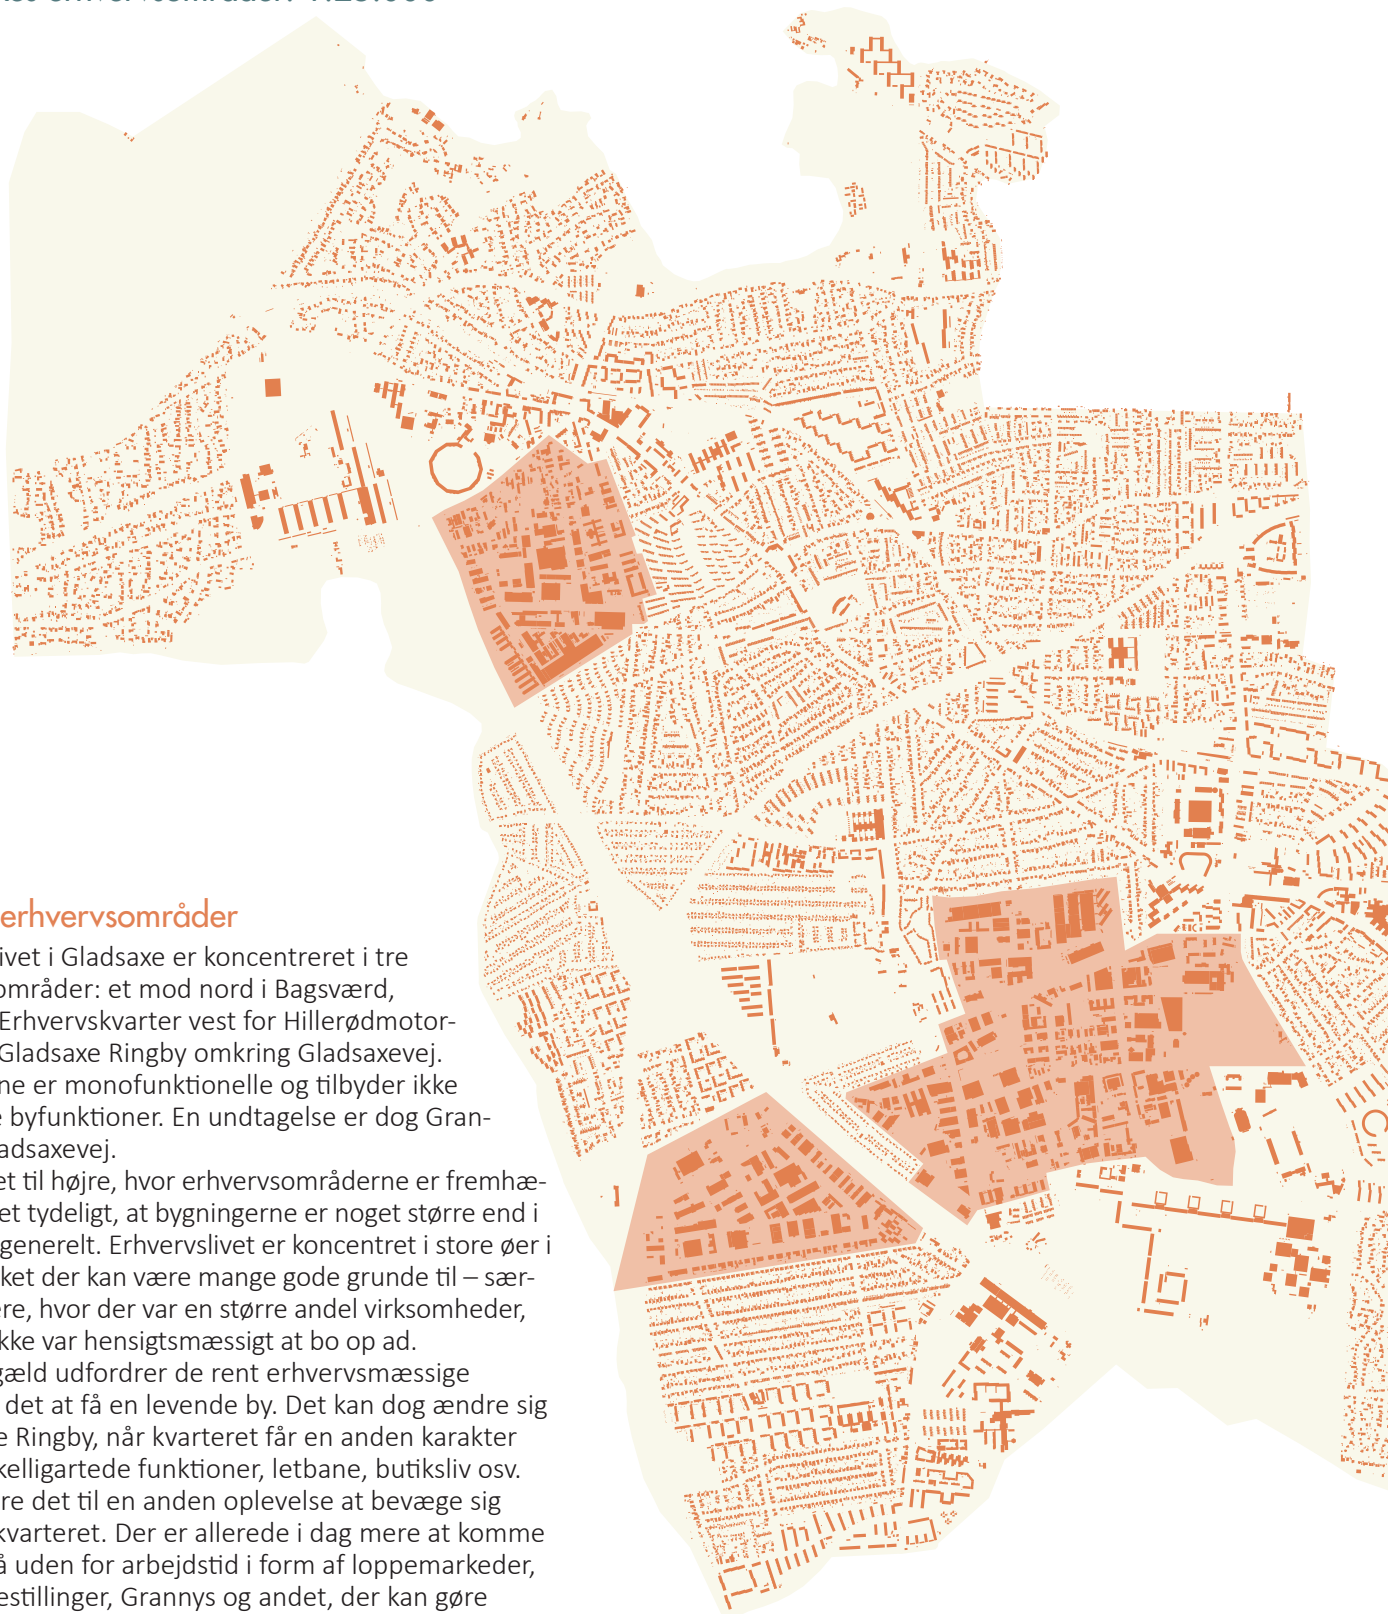 erhvervsområder. 1:25.000
erhvervsområder
ivet i Gladsaxe er koncentreret i tre
områder: et mod nord i Bagsværd,
Erhvervskvarter vest for Hillerødmotor-
Gladsaxe Ringby omkring Gladsaxevej.
ne er monofunktionelle og tilbyder ikke
e byfunktioner. En undtagelse er dog Gran-
adsaxevej.
et til højre, hvor erhvervsområderne er fremhæ-
et tydeligt, at bygningerne er noget større end i
generelt. Erhvervslivet er koncentret i store øer i
ket der kan være mange gode grunde til – sær-
ere, hvor der var en større andel virksomheder,
kke var hensigtsmæssigt at bo op ad.
gæld udfordrer de rent erhvervsmæssige
det at få en levende by. Det kan dog ændre sig
e Ringby, når kvarteret får en anden karakter
kelligartede funktioner, letbane, butiksliv osv.
re det til en anden oplevelse at bevæge sig
kvarteret. Der er allerede i dag mere at komme
å uden for arbejdstid i form af loppemarkeder,
estillinger, Grannys og andet, der kan gøre